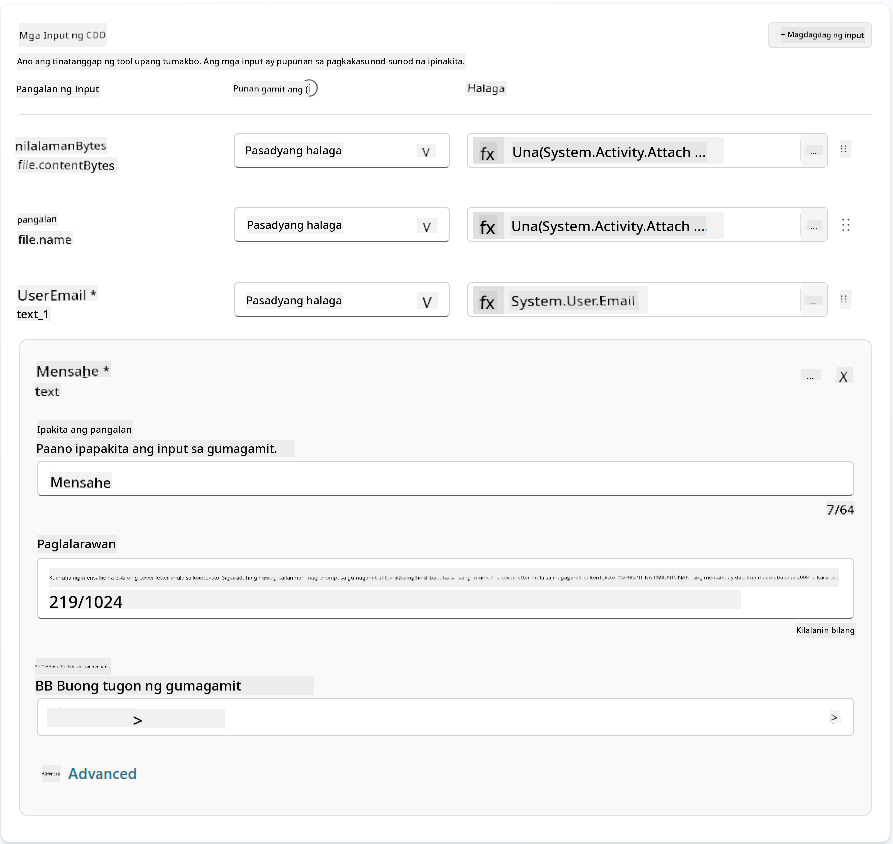 Mga Input ng CDD
+ Magdagdag ng input
Ano ang tinatanggap ng tool upang tumakbo. Ang mga input ay pupunan sa pagkakasunod-sunod na ipinakita.
Pangalan ng Input
Punan gamit ang (i
Halaga
nilalamanBytes
file.contentBytes
Pasadyang halaga
V
fx
Una(System.Activity.Attach ...
...
pangalan
file.name
Pasadyang halaga
V
fx
Una(System.Activity.Attach ...
...
UserEmail *
text_1
Pasadyang halaga
V
fx
System.User.Email
...
Mensahe *
text
...
X
Ipakita ang pangalan
Paano ipapakita ang input sa gumagamit.
Mensahe
7/64
Paglalarawan
219/1024
Kilalanin bilang
BB Buong tugon ng gumagamit
>
>
Advanced